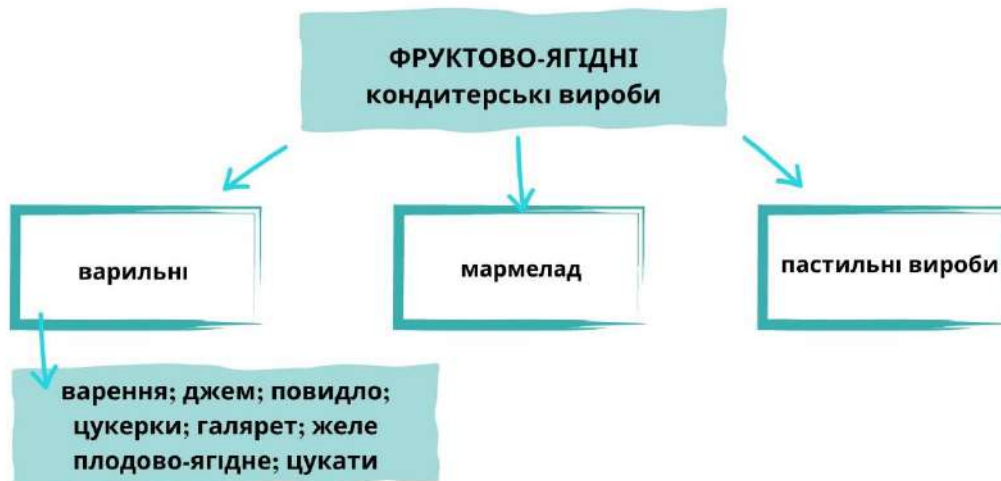 ФРУКТОВО-ЯГІДНІ
кондитерські вироби
варильні
мармелад
пастильні вироби
варення; джем; повидло;
цукерки; галярет; желе
плодово-ягідне; цукати